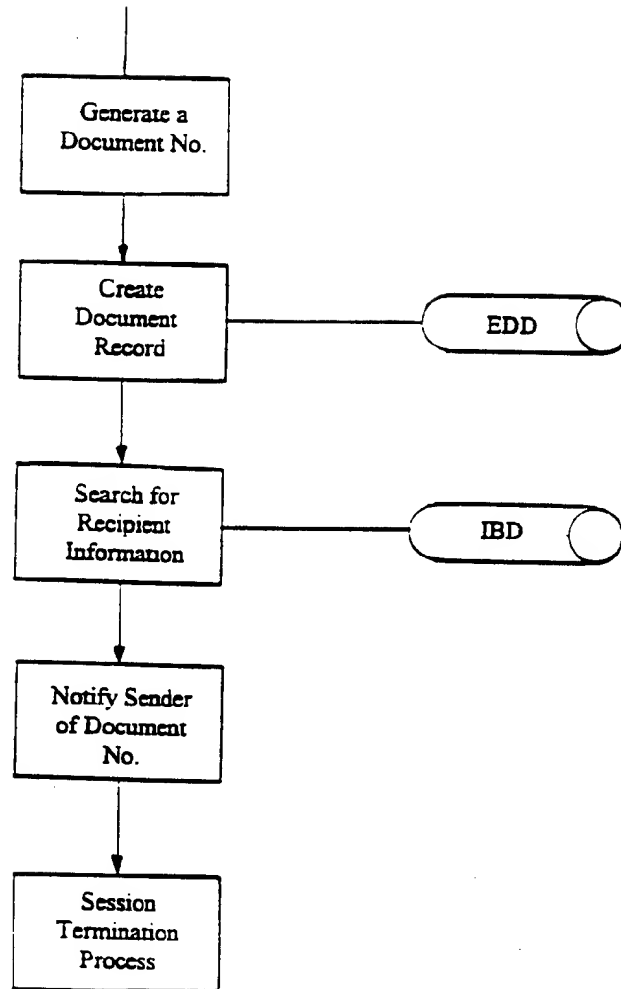 Generate a
Document No.
Create
Document
Record
EDD
Search for
Recipient
Information
IBD
Notify Sender
of Document
No.
Session
Termination
Process